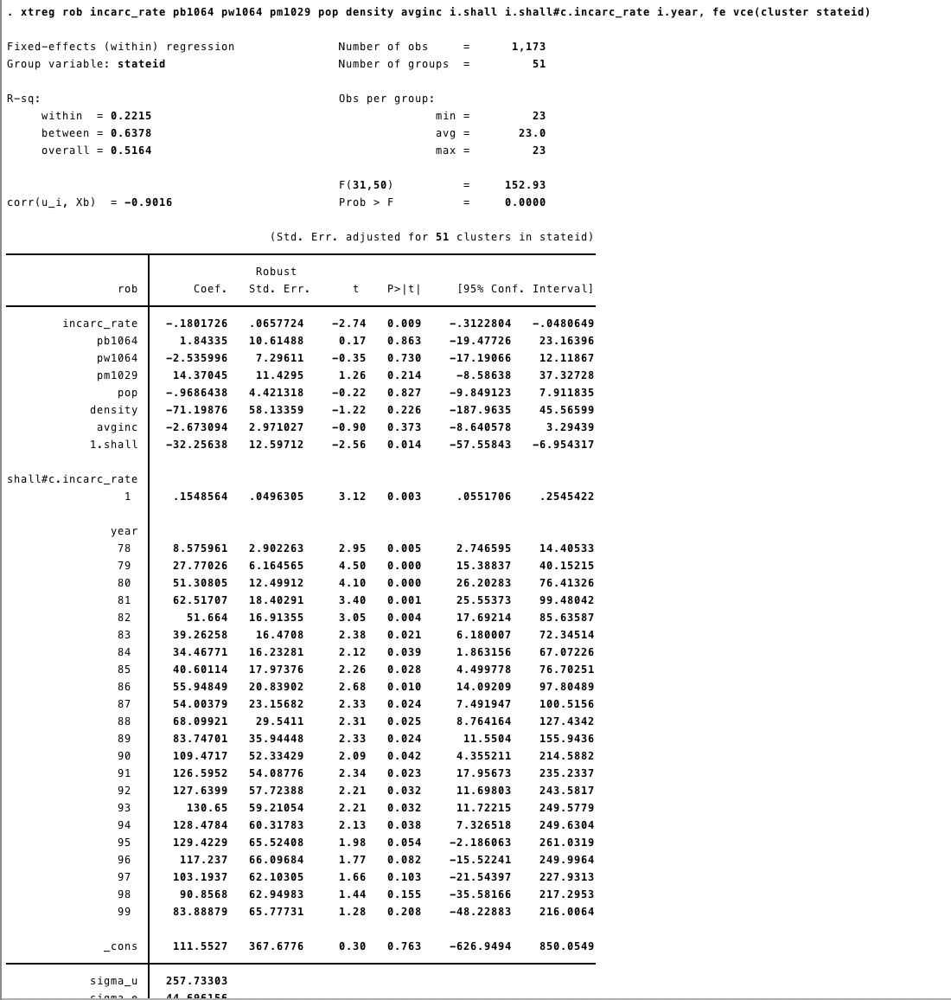 . xtreg rob incarc_rate pb1064 pw1064 pm1029 pop density avginc i.shall i.shall#c.incarc_rate i.year, fe vce(cluster stateid)
Fixed-effects (within) regression Number of obs = 1,173
Group variable: stateid Number of groups = 51
R-sq: Obs per group:
within = 0.2215 min = 23
between = 0.6378 avg = 23.0
overall = 0.5164 max = 23
F(31,50) = 152.93
corr(u_i, Xb) = -0.9016 Prob > F = 0.0000
(Std. Err. adjusted for 51 clusters in stateid)
Robust
rob Coef. Std. Err. t P>|t| [95% Conf. Interval]
incarc_rate -.1801726 .0657724 -2.74 0.009 -.3122804 -.0480649
pb1064 1.84335 10.61488 0.17 0.863 -19.47726 23.16396
pw1064 -2.535996 7.29611 -0.35 0.730 -17.19066 12.11867
pm1029 14.37045 11.4295 1.26 0.214 -8.58638 37.32728
pop -.9686438 4.421318 -0.22 0.827 -9.849123 7.911835
density -71.19876 58.13359 -1.22 0.226 -187.9635 45.56599
avginc -2.673094 2.971027 -0.90 0.373 -8.640578 3.29439
1.shall -32.25638 12.59712 -2.56 0.014 -57.55843 -6.954317
shall#c.incarc_rate
1 .1548564 .0496305 3.12 0.003 .0551706 .2545422
year
78 8.575961 2.902263 2.95 0.005 2.746595 14.40533
79 27.77026 6.164565 4.50 0.000 15.38837 40.15215
80 51.30805 12.49912 4.10 0.000 26.20283 76.41326
81 62.51707 18.40291 3.40 0.001 25.55373 99.48042
82 51.664 16.91355 3.05 0.004 17.69214 85.63587
83 39.26258 16.4708 2.38 0.021 6.180007 72.34514
84 34.46771 16.23281 2.12 0.039 1.863156 67.07226
85 40.60114 17.97376 2.26 0.028 4.499778 76.70251
86 55.94849 20.83902 2.68 0.010 14.09209 97.80489
87 54.00379 23.15682 2.33 0.024 7.491947 100.5156
88 68.09921 29.5411 2.31 0.025 8.764164 127.4342
89 83.74701 35.94448 2.33 0.024 11.5504 155.9436
90 109.4717 52.33429 2.09 0.042 4.355211 214.5882
91 126.5952 54.08776 2.34 0.023 17.95673 235.2337
92 127.6399 57.72388 2.21 0.032 11.69803 243.5817
93 130.65 59.21054 2.21 0.032 11.72215 249.5779
94 128.4784 60.31783 2.13 0.038 7.326518 249.6304
95 129.4229 65.52408 1.98 0.054 -2.186063 261.0319
96 117.237 66.09684 1.77 0.082 -15.52241 249.9964
97 103.1937 62.10305 1.66 0.103 -21.54397 227.9313
98 90.8568 62.94983 1.44 0.155 -35.58166 217.2953
99 83.88879 65.77731 1.28 0.208 -48.22883 216.0064
_cons 111.5527 367.6776 0.30 0.763 -626.9494 850.0549
sigma_u 257.73303
sigma_e 44.696156